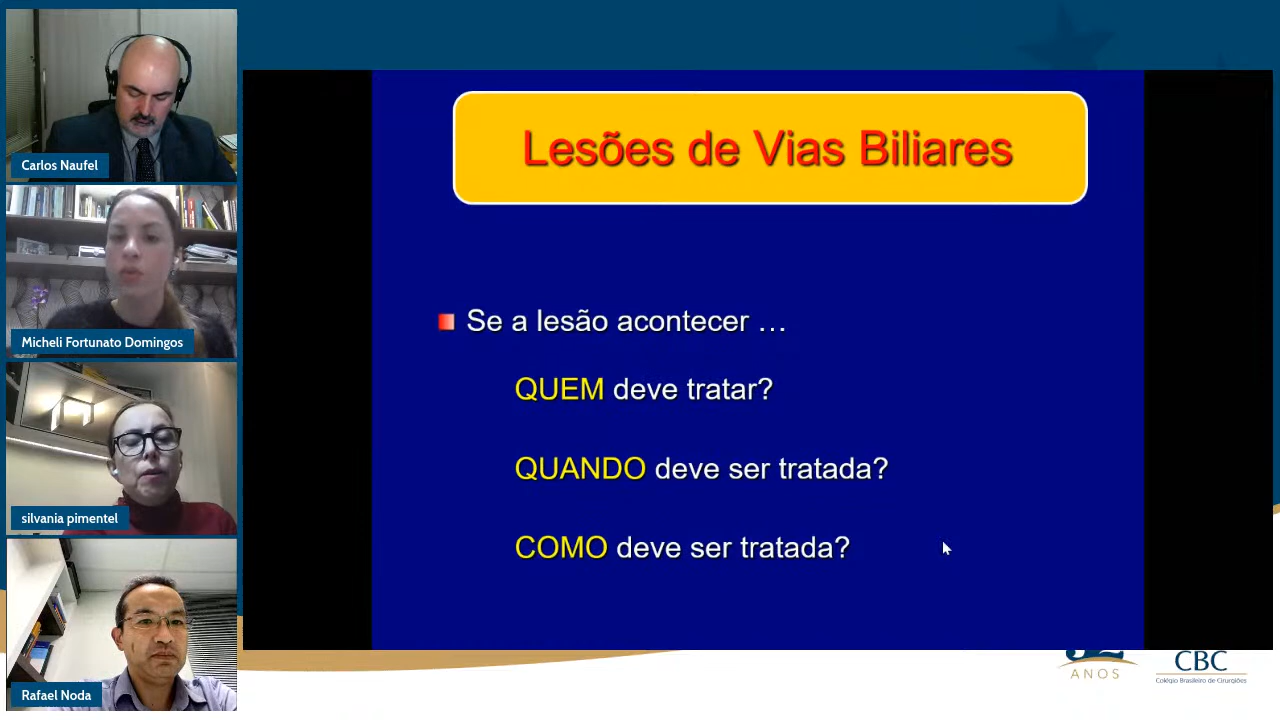 Carlos Naufel
Micheli Fortunato Domingos
silvania pimentel
Rafael Noda
Lesões de Vias Biliares
Se a lesão acontecer ...
QUEM deve tratar?
QUANDO deve ser tratada?
COMO deve ser tratada?
ANOS
CBC
Colégio Brasileiro de Cirurgiões